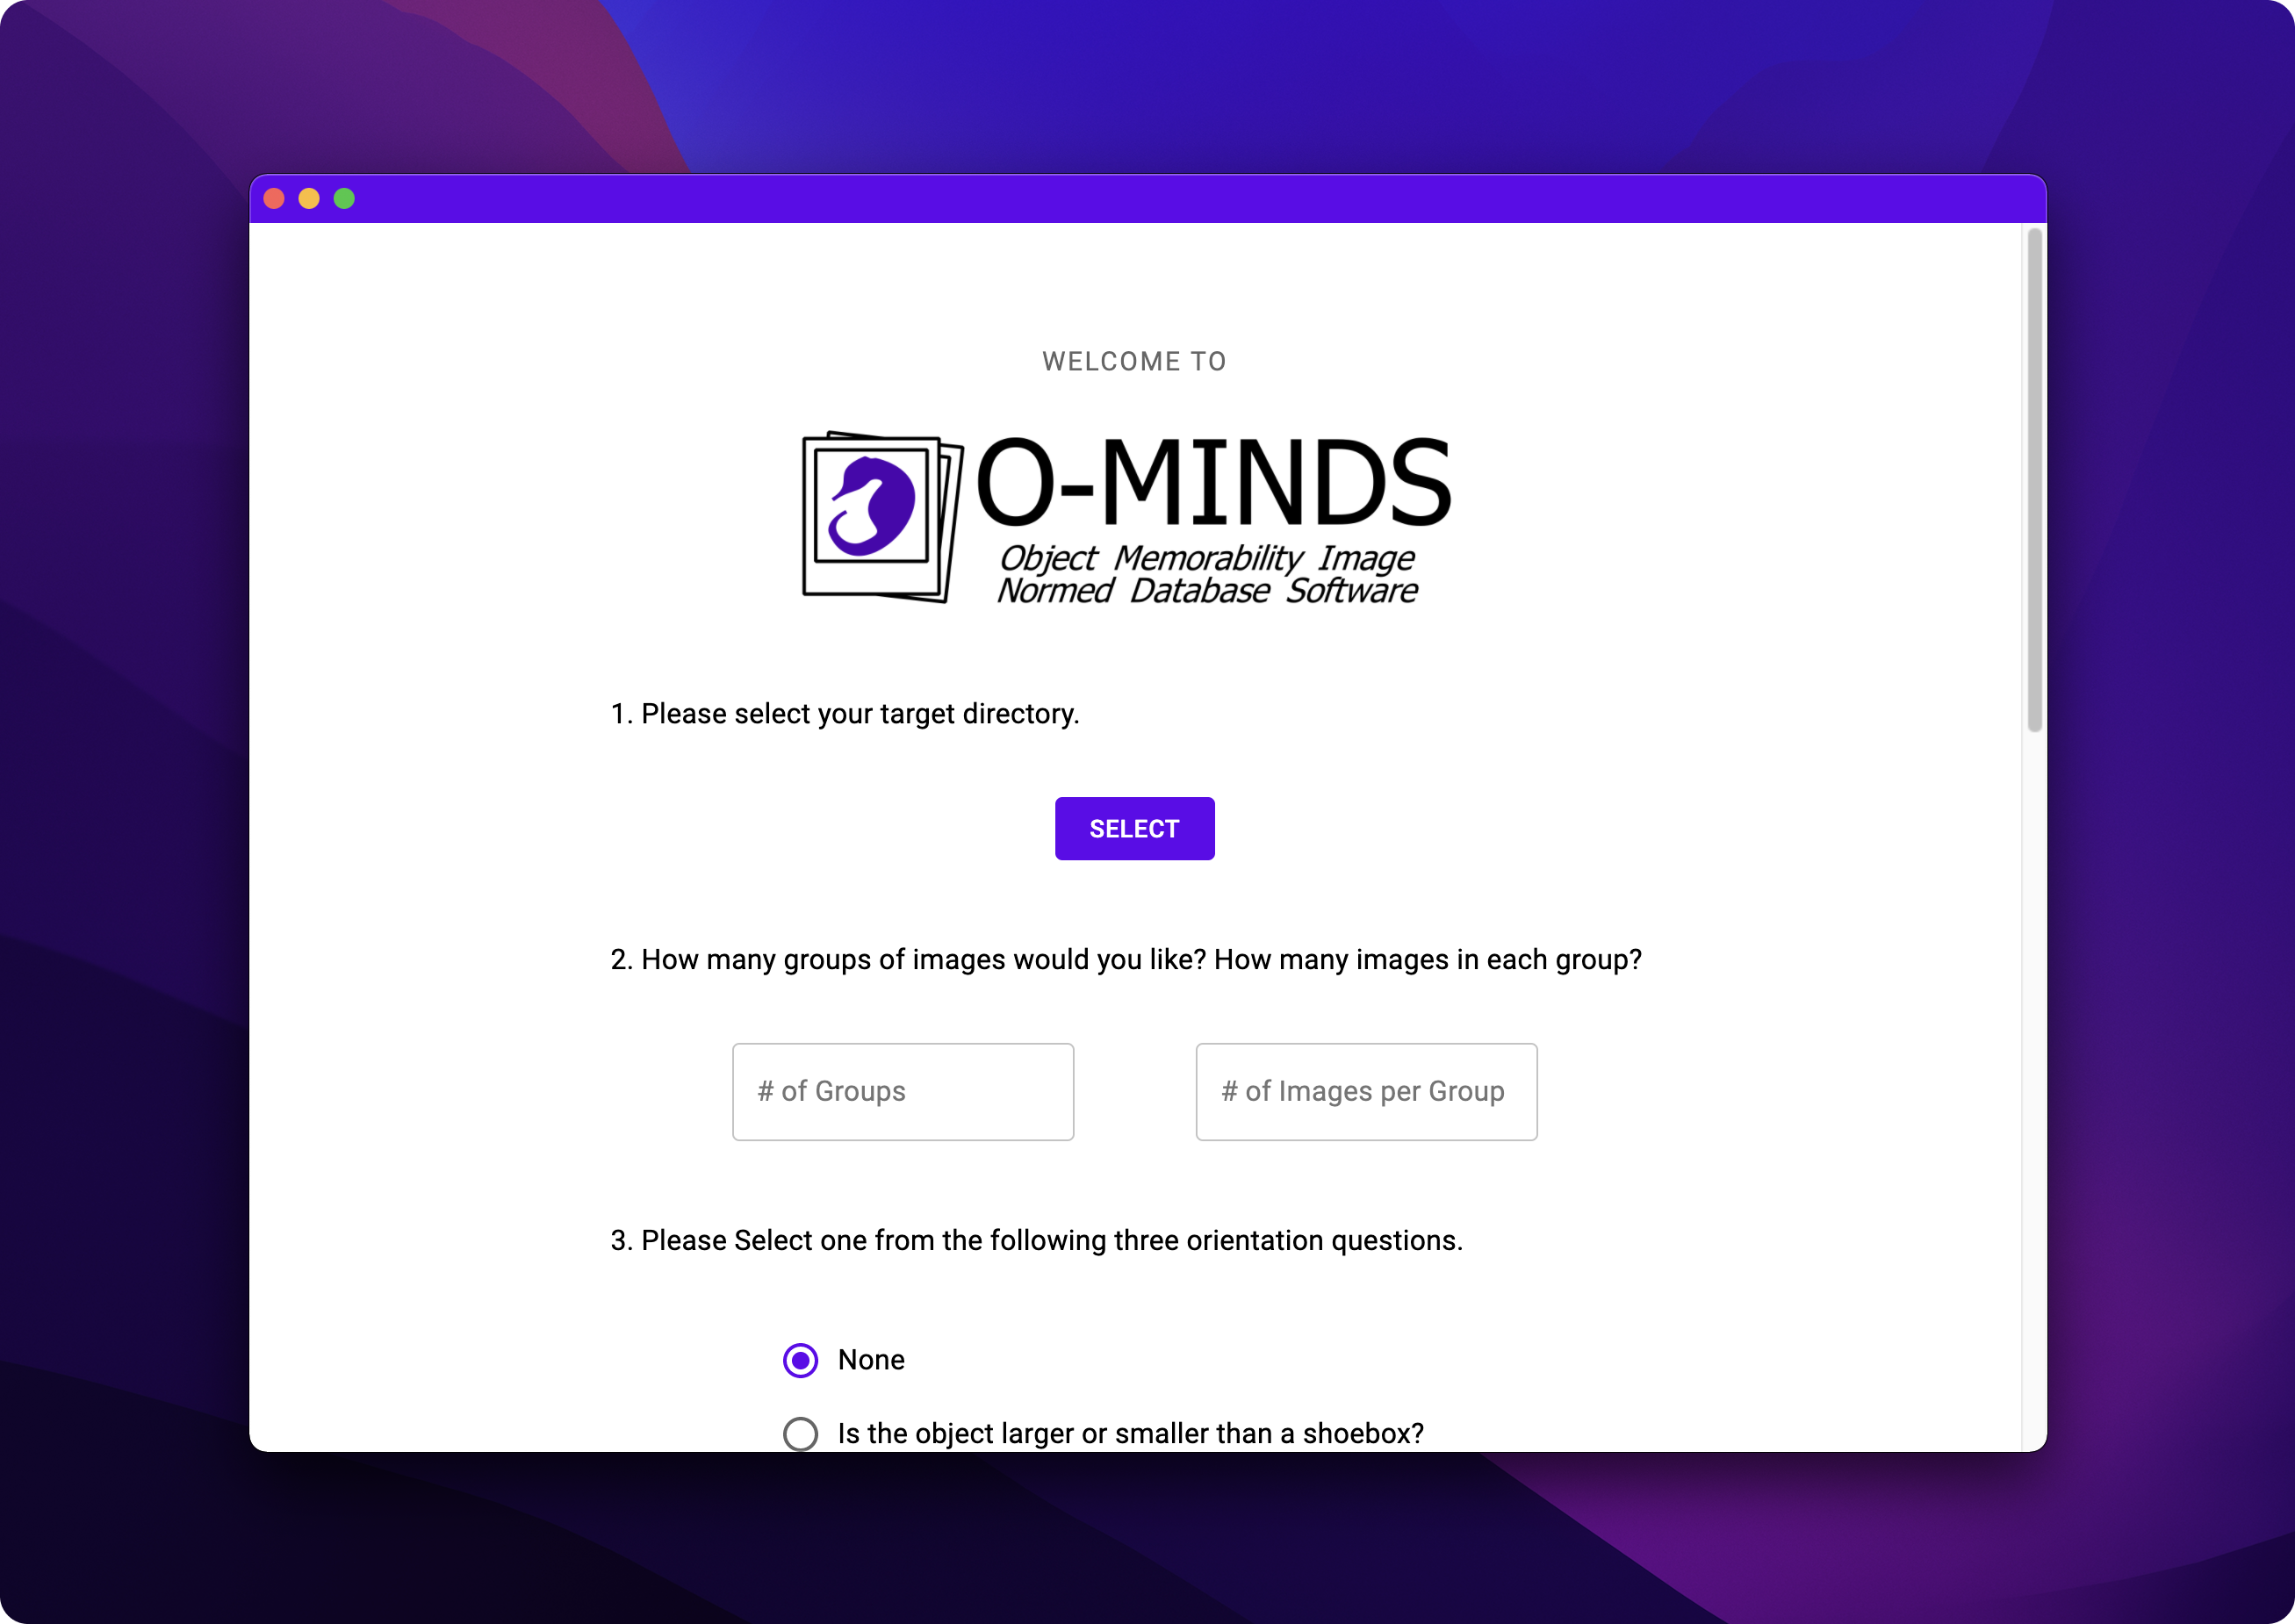 WELCOME TO
O-MINDS
Object Memorability Image
Normed Database Software
1. Please select your target directory.
SELECT
2. How many groups of images would you like? How many images in each group?
# of Groups
# of Images per Group
3. Please Select one from the following three orientation questions.
None
Is the object larger or smaller than a shoebox?